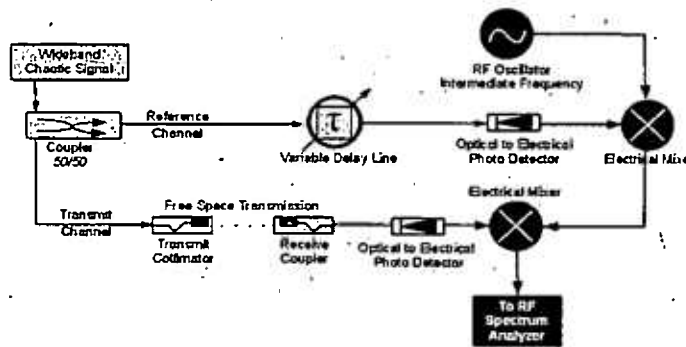 Wideband
Chaotic Signal
RF Oscillator
Intermediate Frequency
Reference
Channel
Coupler
50/50
τ
Variable Delay Line
Optical to Electrical
Photo Detector
Electrical Mixer
Electrical Mixer
Transmit
Channel
Free Space Transmission
Transmit
Collimator
Receive
Coupler
Optical to Electrical
Photo Detector
To RF
Spectrum
Analyzer